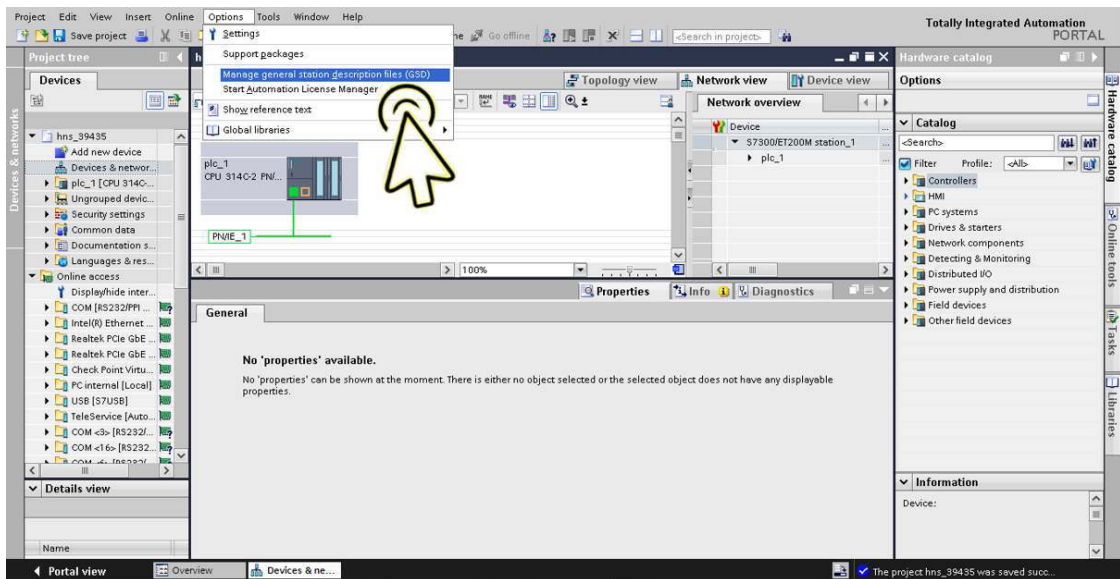 Project Edit View Insert Online Options Tools Window Help
Totally Integrated Automation
PORTAL
Save project
Go offline
<Search in project>
Settings
Support packages
Manage general station description files (GSD)
Start Automation License Manager
Show reference text
Global libraries
Project tree
Devices
hns_39435
Add new device
Devices & networ...
plc_1 [CPU 314C-...
Ungrouped devic...
Security settings
Common data
Documentation s...
Languages & res...
Online access
Display/hide inter...
COM [RS232/PPI ...
Intel(R) Ethernet ...
Realtek PCIe GbE ...
Realtek PCIe GbE ...
Check Point Virtu...
PC internal [Local]
USB [S7USB]
TeleService [Auto...
COM <3> [RS232/...
COM <16> [RS232...
Details view
Name
Devices & networks
Topology view
Network view
Device view
plc_1
CPU 314C-2 PN/...
PN/IE_1
100%
Network overview
Device
S7300/ET200M station_1
plc_1
Properties
Info
Diagnostics
General
No 'properties' available.
No 'properties' can be shown at the moment. There is either no object selected or the selected object does not have any displayable
properties.
Hardware catalog
Options
Catalog
<Search>
Filter Profile: <All>
Controllers
HMI
PC systems
Drives & starters
Network components
Detecting & Monitoring
Distributed I/O
Power supply and distribution
Field devices
Other field devices
Information
Device:
Hardware catalog
Online tools
Tasks
Libraries
Portal view
Overview
Devices & ne...
The project hns_39435 was saved succ...